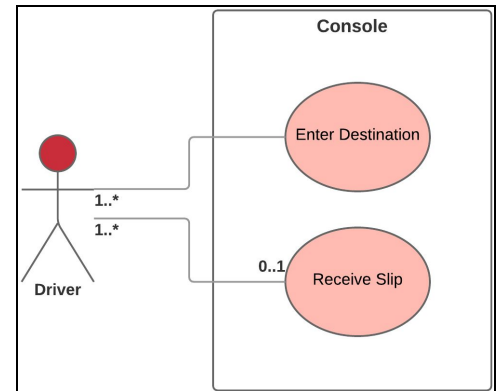 Console
Enter Destination
1..*
1..*
0..1
Receive Slip
Driver